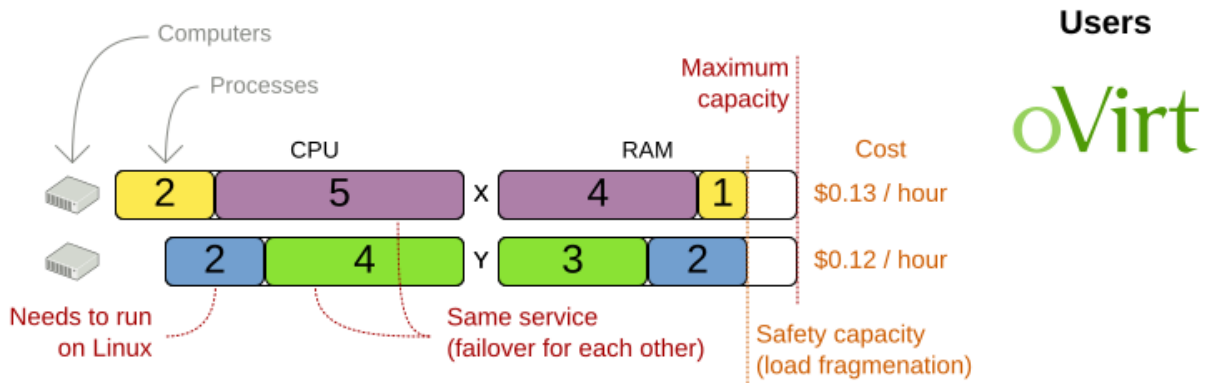 Users
Computers
Processes
Maximum
capacity
oVirt
CPU
RAM
Cost
2 5 X 4 1 $0.13 / hour
2 4 Y 3 2 $0.12 / hour
Needs to run
on Linux
Same service
(failover for each other)
Safety capacity
(load fragmenation)